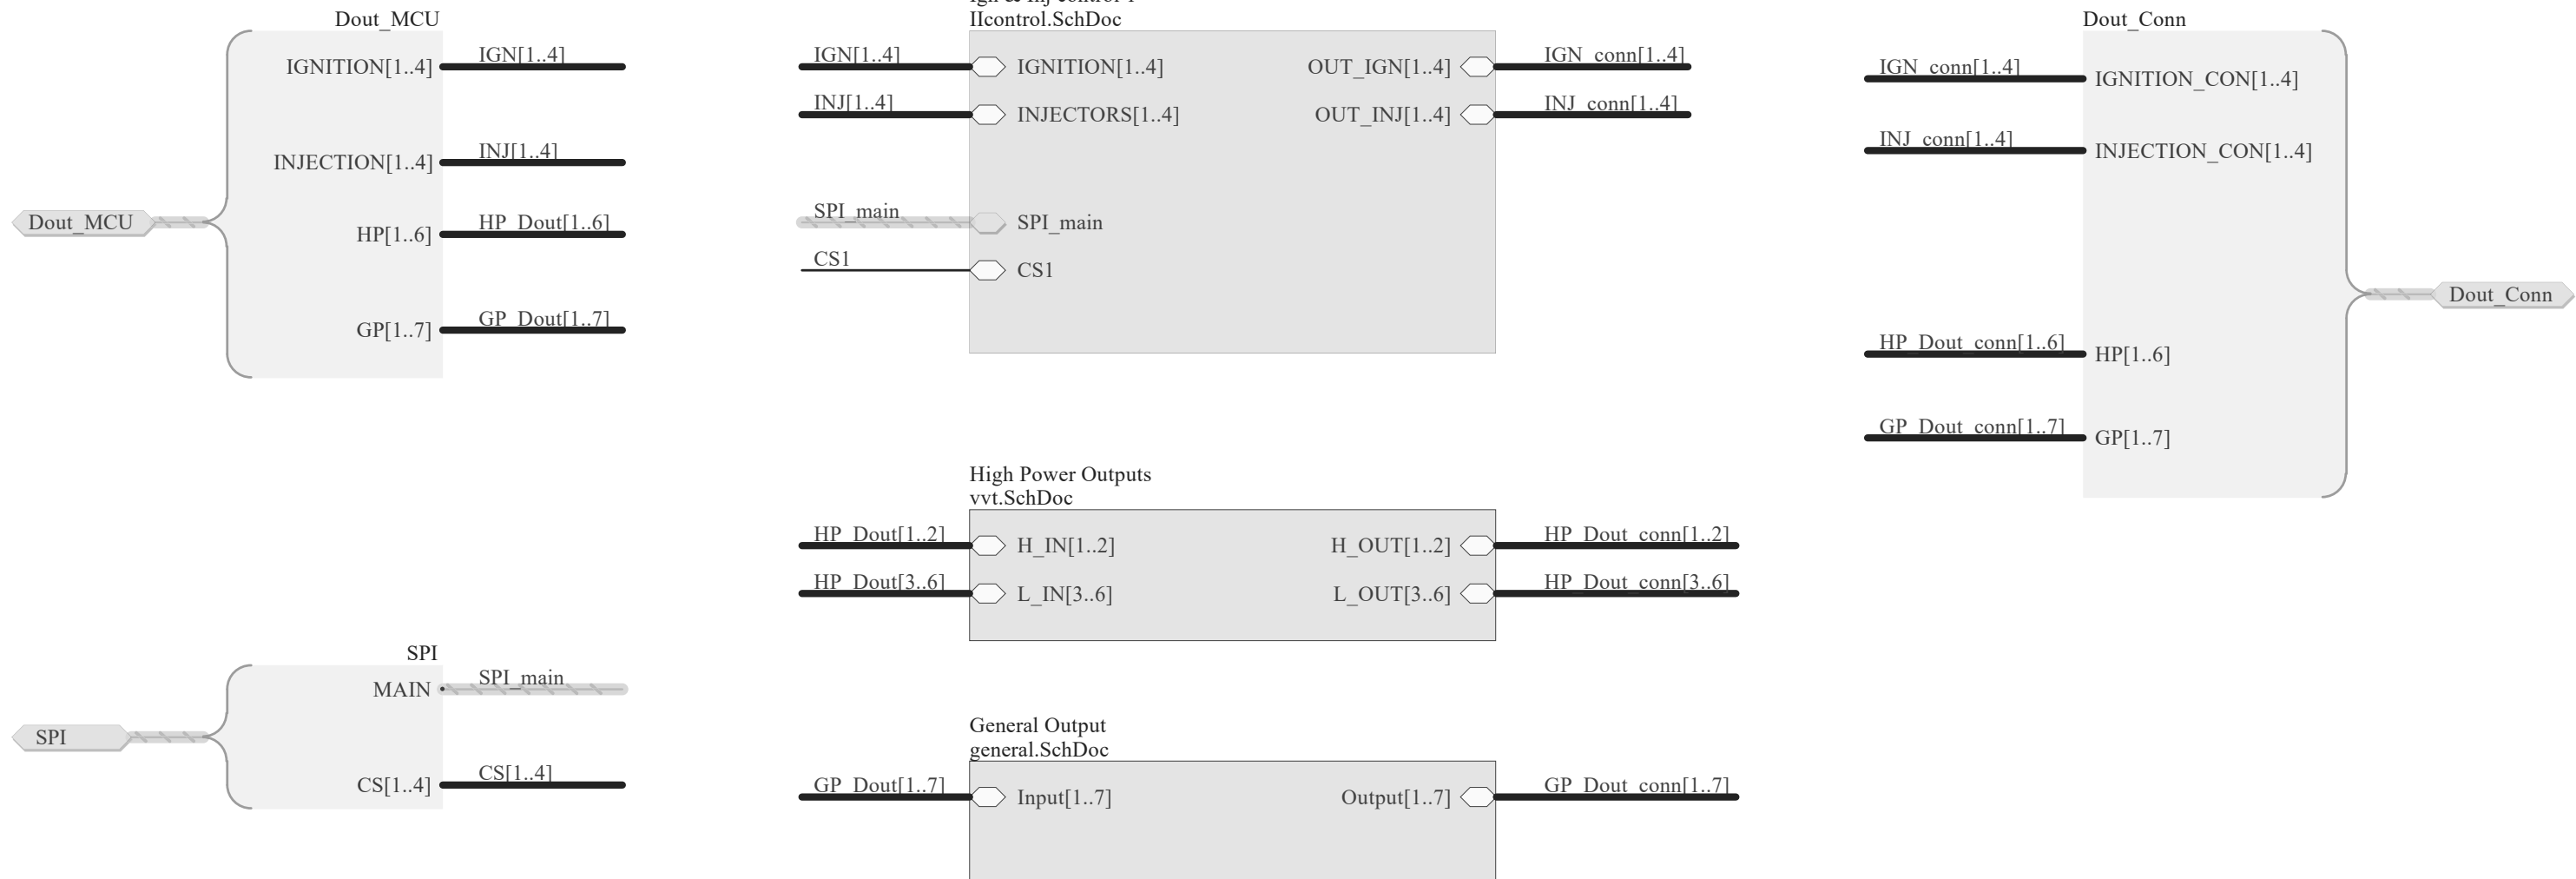 Dout_MCU
IGNITION[1..4]
IGN[1..4]
INJECTION[1..4]
INJ[1..4]
Dout_MCU
HP[1..6]
HP_Dout[1..6]
GP[1..7]
GP_Dout[1..7]
IIcontrol.SchDoc
IGN[1..4]
IGNITION[1..4]
OUT_IGN[1..4]
IGN_conn[1..4]
INJ[1..4]
INJECTORS[1..4]
OUT_INJ[1..4]
INJ_conn[1..4]
SPI_main
SPI_main
CS1
CS1
Dout_Conn
IGN_conn[1..4]
IGNITION_CON[1..4]
INJ_conn[1..4]
INJECTION_CON[1..4]
Dout_Conn
HP_Dout_conn[1..6]
HP[1..6]
GP_Dout_conn[1..7]
GP[1..7]
High Power Outputs
vvt.SchDoc
HP_Dout[1..2]
H_IN[1..2]
H_OUT[1..2]
HP_Dout_conn[1..2]
HP_Dout[3..6]
L_IN[3..6]
L_OUT[3..6]
HP_Dout_conn[3..6]
SPI
MAIN
SPI_main
SPI
CS[1..4]
CS[1..4]
General Output
general.SchDoc
GP_Dout[1..7]
Input[1..7]
Output[1..7]
GP_Dout_conn[1..7]